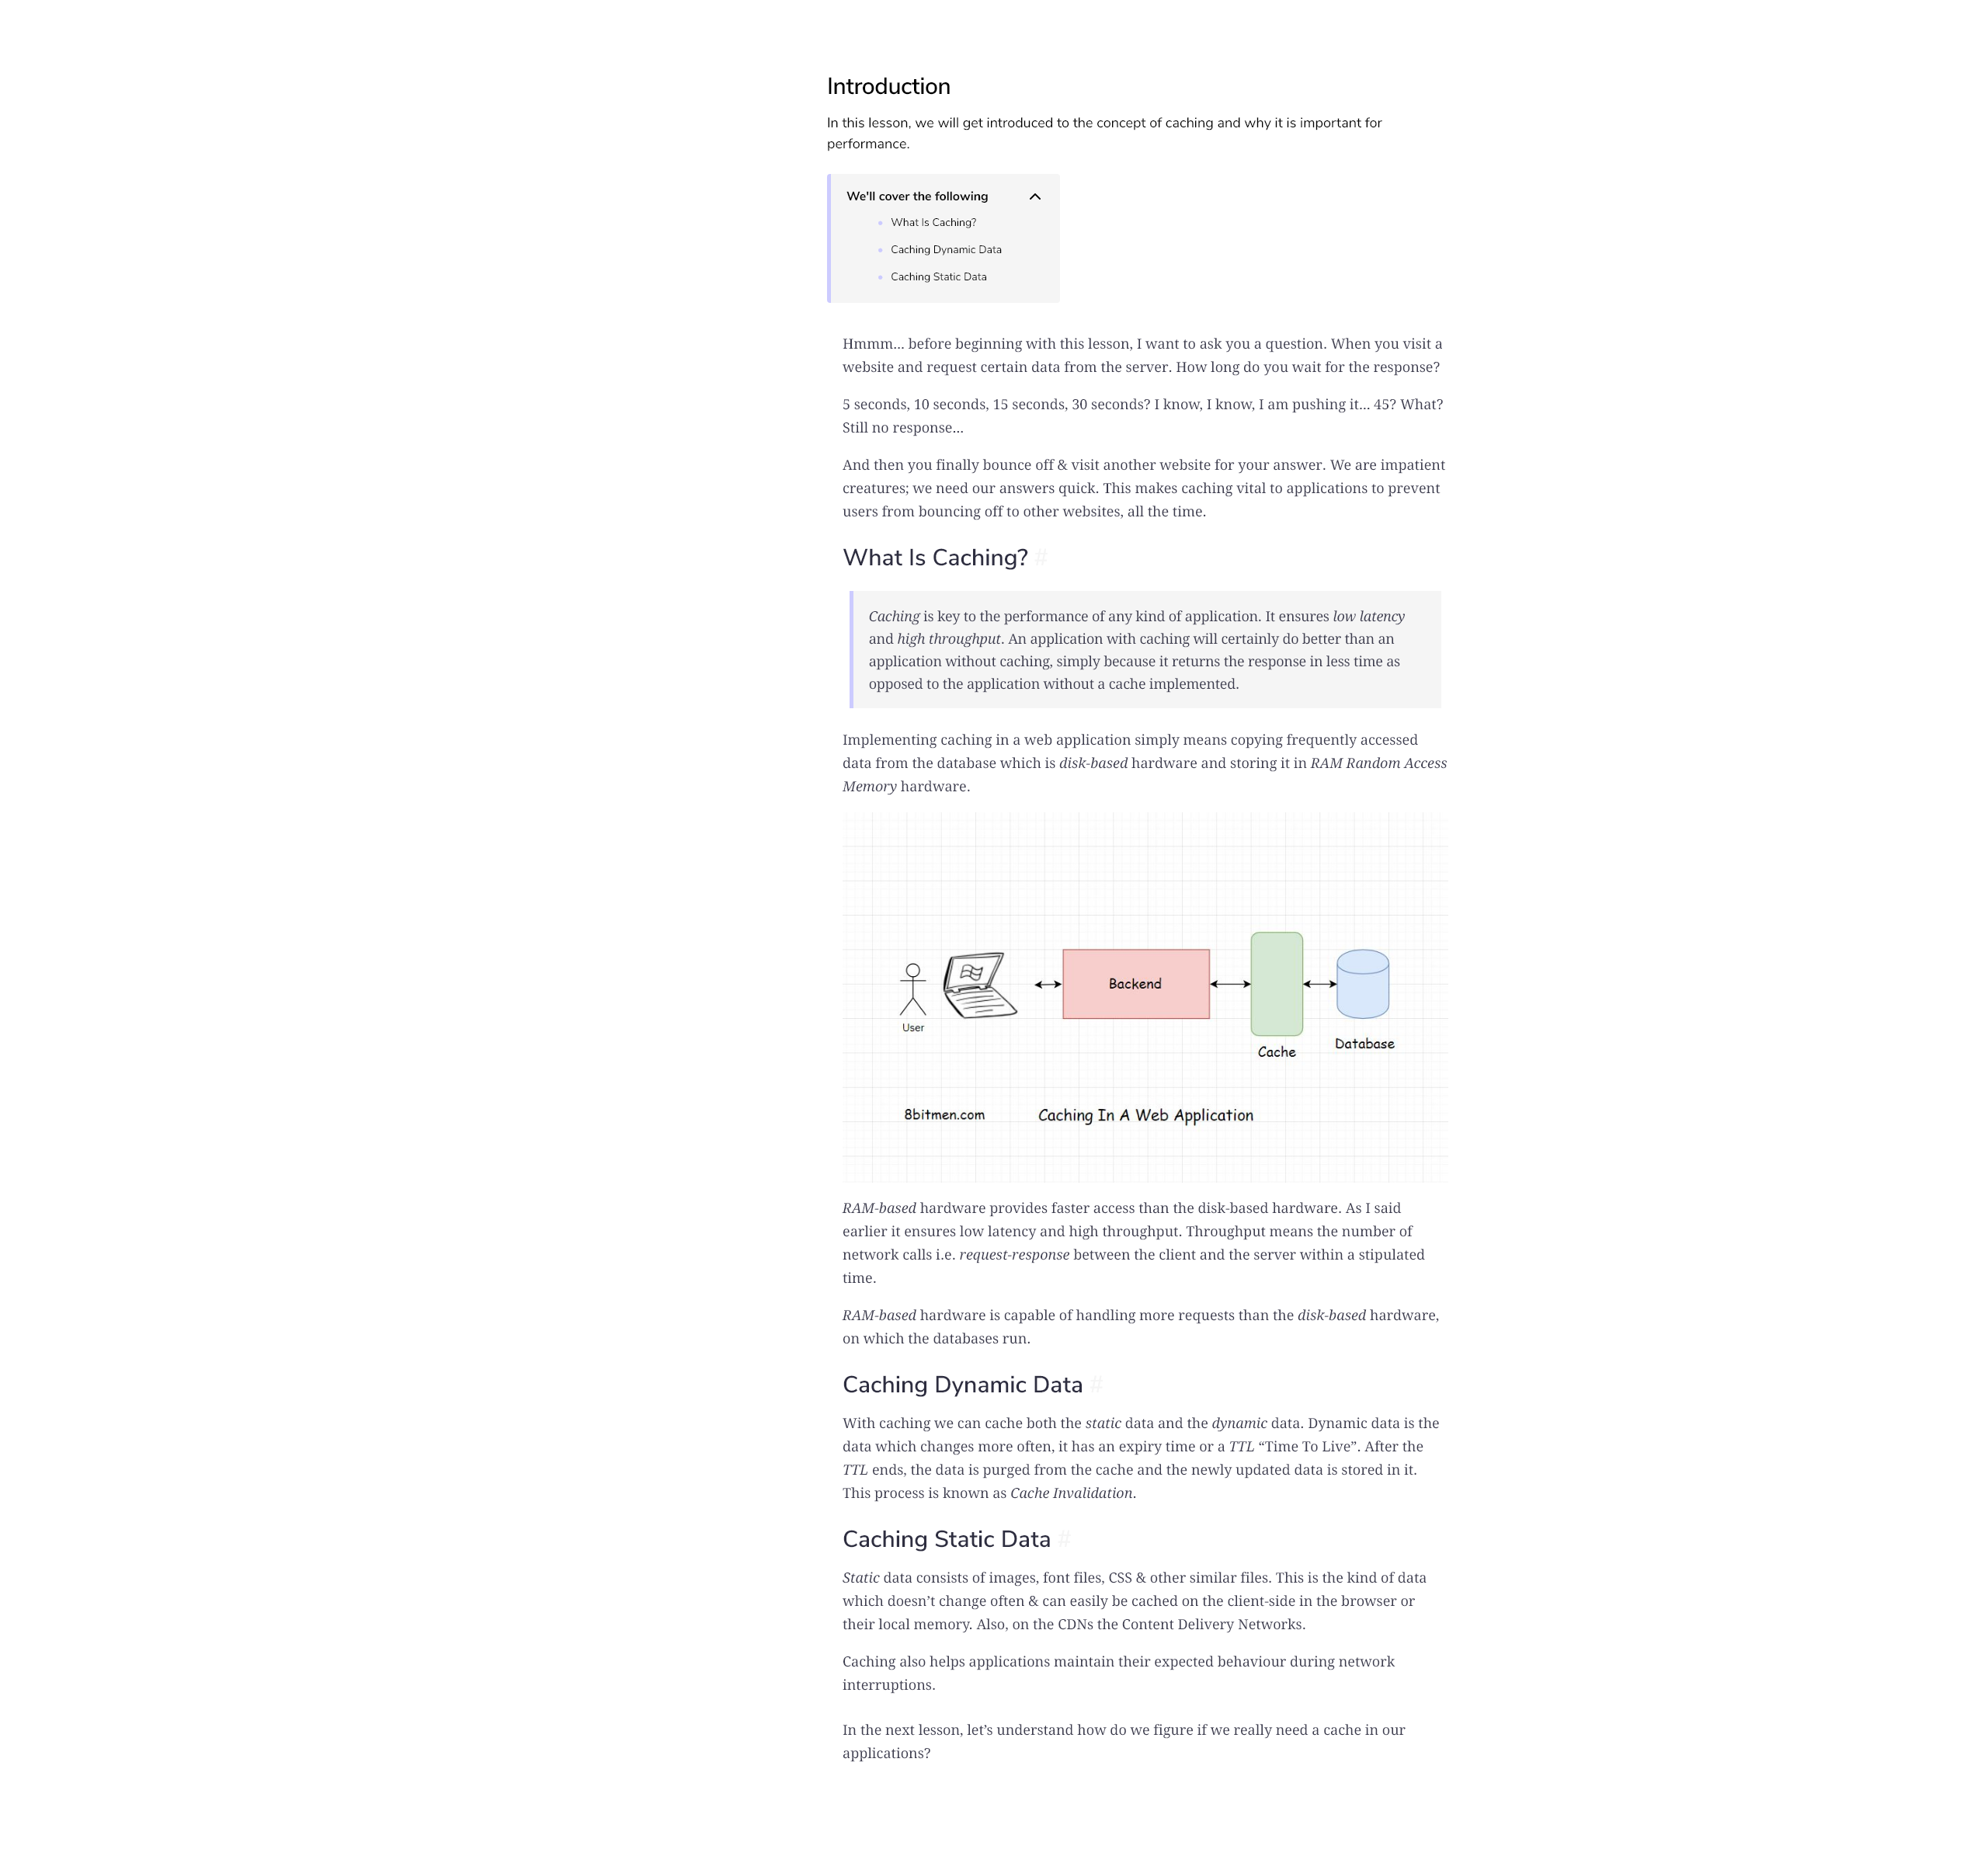 Introduction
In this lesson, we will get introduced to the concept of caching and why it is important for
performance.
We'll cover the following
What Is Caching?
Caching Dynamic Data
Caching Static Data
Hmmm… before beginning with this lesson, I want to ask you a question. When you visit a
website and request certain data from the server. How long do you wait for the response?
5 seconds, 10 seconds, 15 seconds, 30 seconds? I know, I know, I am pushing it… 45? What?
Still no response…
And then you finally bounce off & visit another website for your answer. We are impatient
creatures; we need our answers quick. This makes caching vital to applications to prevent
users from bouncing off to other websites, all the time.
What Is Caching? #
Caching is key to the performance of any kind of application. It ensures low latency
and high throughput. An application with caching will certainly do better than an
application without caching, simply because it returns the response in less time as
opposed to the application without a cache implemented.
Implementing caching in a web application simply means copying frequently accessed
data from the database which is disk-based hardware and storing it in RAM Random Access
Memory hardware.
Backend
User
Cache
Database
8bitmen.com
Caching In A Web Application
RAM-based hardware provides faster access than the disk-based hardware. As I said
earlier it ensures low latency and high throughput. Throughput means the number of
network calls i.e. request-response between the client and the server within a stipulated
time.
RAM-based hardware is capable of handling more requests than the disk-based hardware,
on which the databases run.
Caching Dynamic Data #
With caching we can cache both the static data and the dynamic data. Dynamic data is the
data which changes more often, it has an expiry time or a TTL “Time To Live”. After the
TTL ends, the data is purged from the cache and the newly updated data is stored in it.
This process is known as Cache Invalidation.
Caching Static Data #
Static data consists of images, font files, CSS & other similar files. This is the kind of data
which doesn’t change often & can easily be cached on the client-side in the browser or
their local memory. Also, on the CDNs the Content Delivery Networks.
Caching also helps applications maintain their expected behaviour during network
interruptions.
In the next lesson, let’s understand how do we figure if we really need a cache in our
applications?